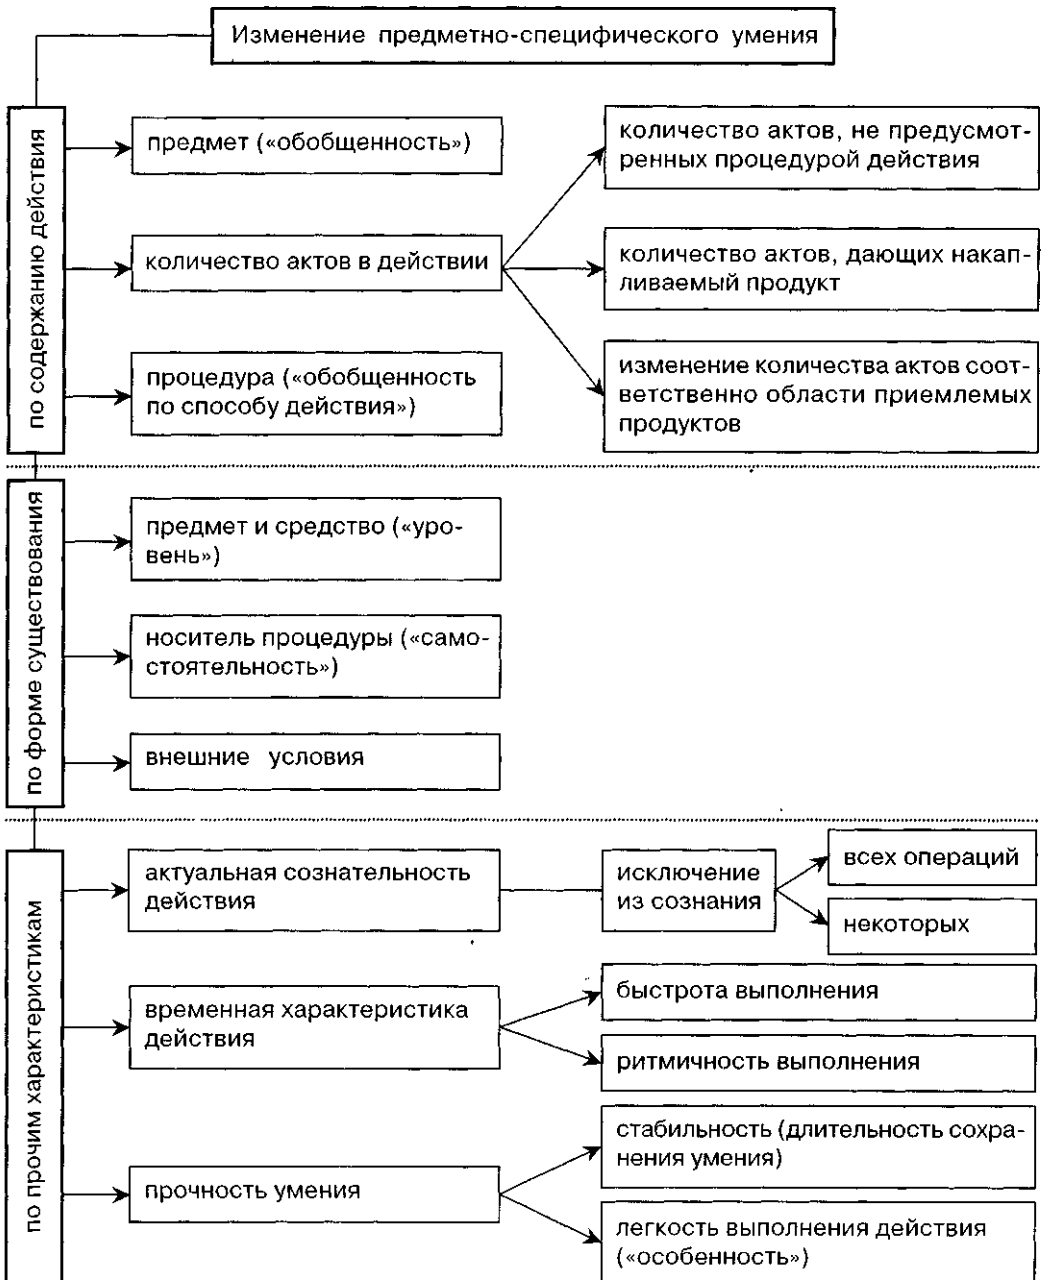 Изменение предметно-специфического умения
по содержанию действия
предмет («обобщенность»)
количество актов в действии
количество актов, не предусмот-
ренных процедурой действия
количество актов, дающих накап-
ливаемый продукт
изменение количества актов соот-
ветственно области приемлемых
продуктов
процедура («обобщенность
по способу действия»)
по форме существования
предмет и средство («уро-
вень»)
носитель процедуры («само-
стоятельность»)
внешние условия
по прочим характеристикам
актуальная сознательность
действия
исключение
из сознания
всех операций
некоторых
временная характеристика
действия
быстрота выполнения
ритмичность выполнения
прочность умения
стабильность (длительность сохра-
нения умения)
легкость выполнения действия
(«особенность»)